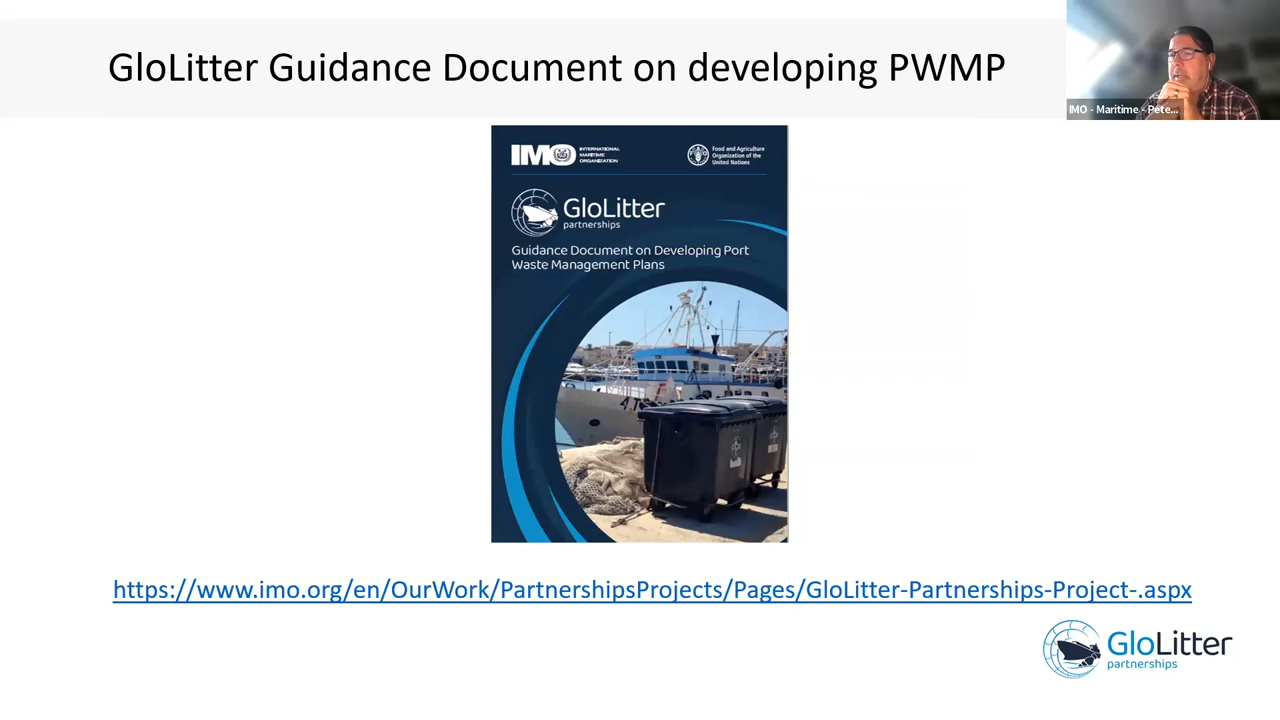 GloLitter Guidance Document on developing PWMP
IMO - Maritime - Pete...
IMO
INTERNATIONAL
MARITIME
ORGANIZATION
Food and Agriculture
Organization of the
United Nations
GloLitter
partnerships
Guidance Document on Developing Port
Waste Management Plans
https://www.imo.org/en/OurWork/PartnershipsProjects/Pages/GloLitter-Partnerships-Project-.aspx
GloLitter
partnerships